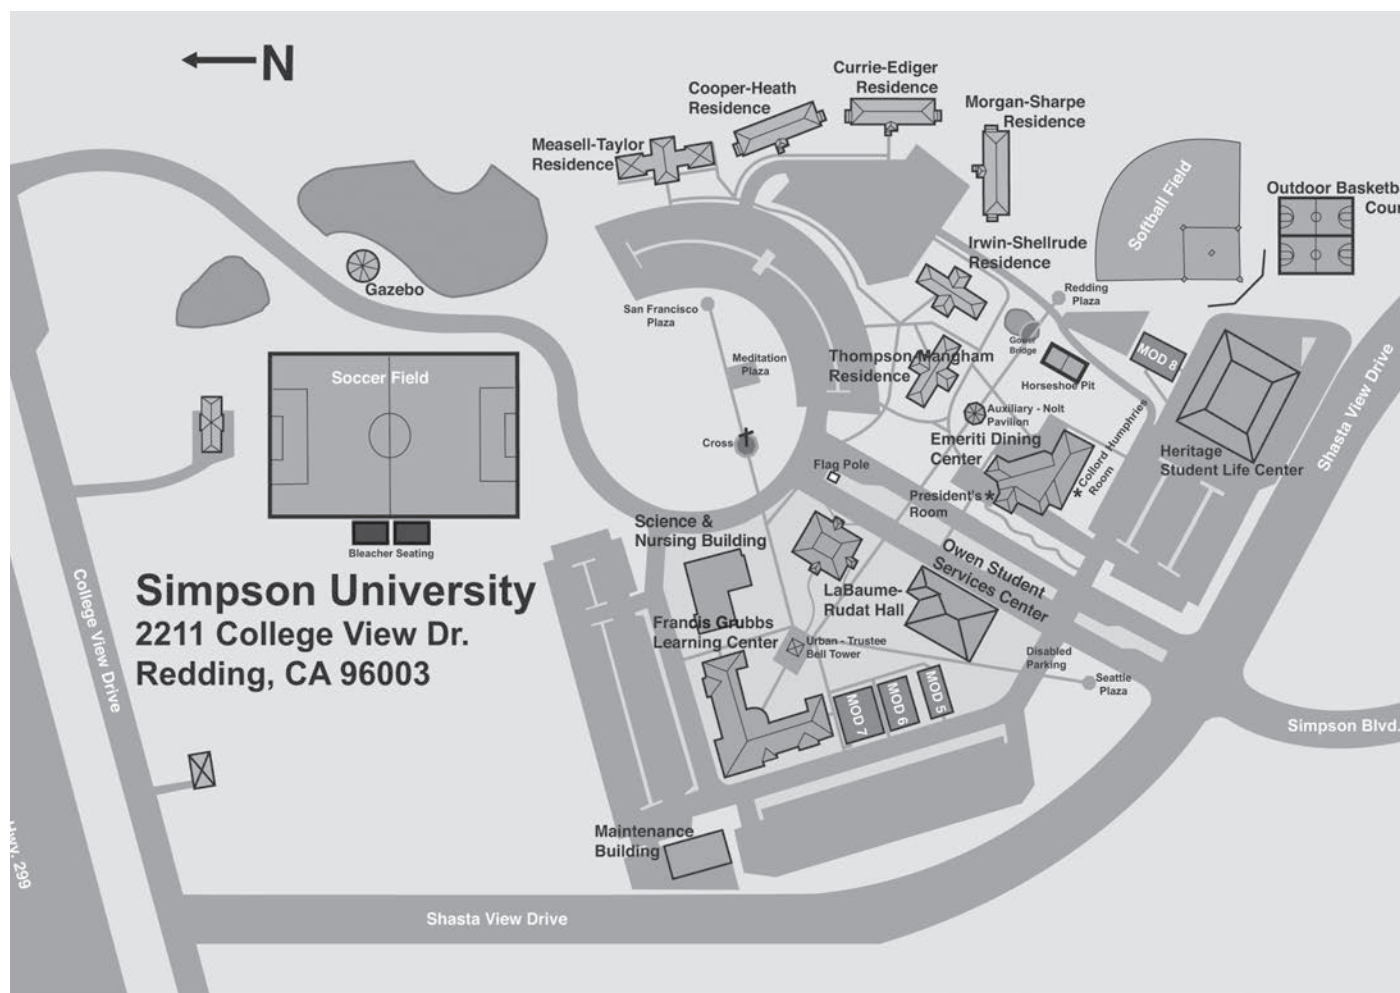 N
Currie-Ediger
Residence
Cooper-Heath
Residence
Morgan-Sharpe
Residence
Measell-Taylor
Residence
Softball Field
Outdoor Basketb
Cour
Irwin-Shellrude
Residence
Gazebo
Redding
Plaza
San Francisco
Plaza
Gower
Bridge
MOD 8
Meditation
Plaza
Thompson-Mangham
Residence
Horseshoe Pit
Soccer Field
Shasta View Drive
Auxiliary - Nolt
Pavilion
Collord Humphries
Room
Cross
Emeriti Dining
Center
Heritage
Student Life Center
Flag Pole
President's
Room
Science &
Nursing Building
Bleacher Seating
Owen Student
Services Center
Simpson University
2211 College View Dr.
Redding, CA 96003
LaBaume-
Rudat Hall
College View Drive
Francis Grubbs
Learning Center
Urban - Trustee
Bell Tower
Disabled
Parking
Seattle
Plaza
MOD 7
MOD 6
MOD 5
Simpson Blvd.
Maintenance
Building
Hwy. 299
Shasta View Drive